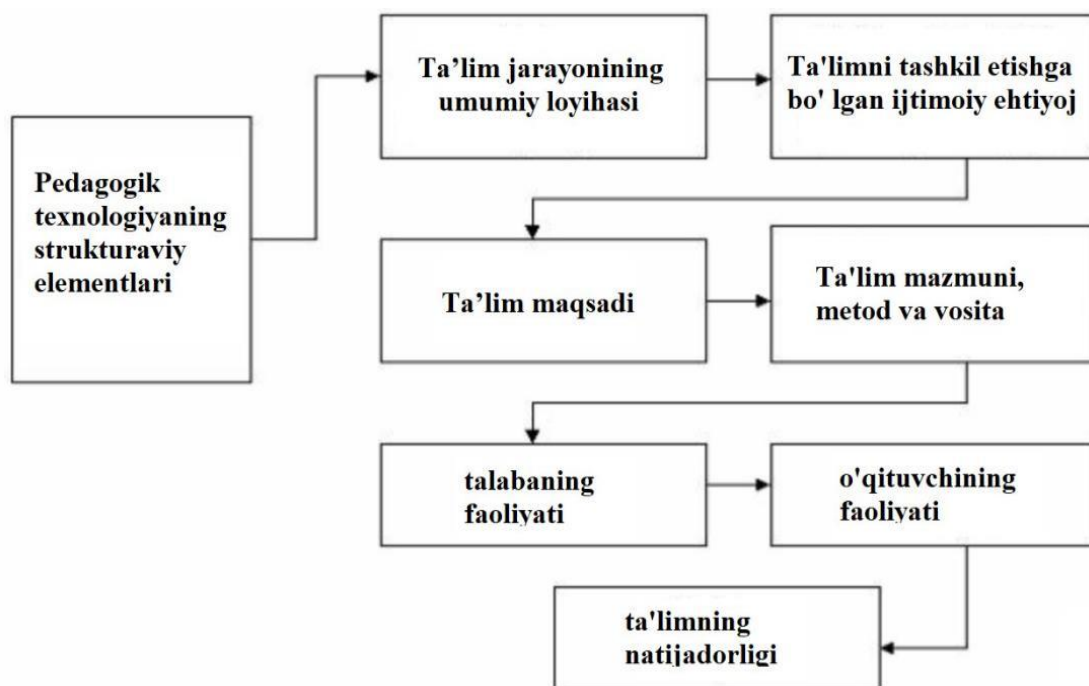 Pedagogik
texnologiyaning
strukturaviy
elementlari
Ta’lim jarayonining
umumiy loyihasi
Ta'limni tashkil etishga
bo' lgan ijtimoiy ehtiyoj
Ta’lim maqsadi
Ta'lim mazmuni,
metod va vosita
talabaning
faoliyati
o'qituvchining
faoliyati
ta'limning
natijadorligi